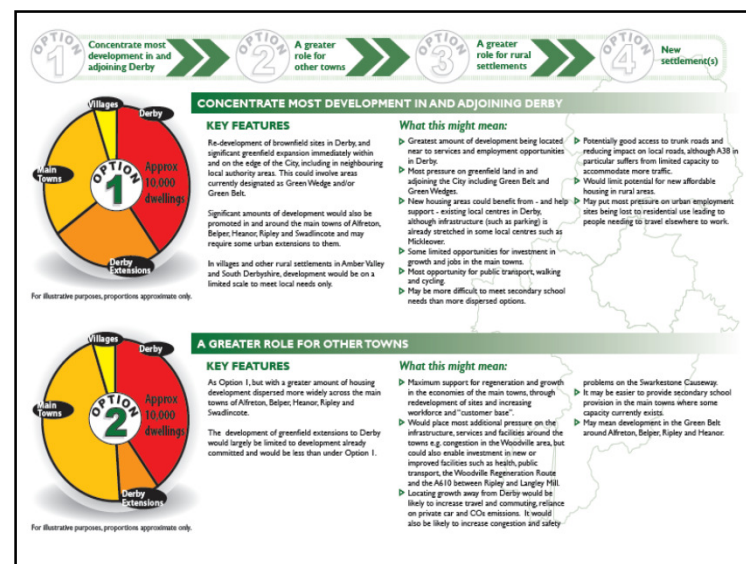 OPTION 1
Concentrate most
development in and
adjoining Derby
OPTION 2
A greater
role for
other towns
OPTION 3
A greater
role for rural
settlements
OPTION 4
New
settlement(s)
Villages
Derby
Main
Towns
OPTION
1
Approx
10,000
dwellings
Derby
Extensions
For illustrative purposes, proportions approximate only.
CONCENTRATE MOST DEVELOPMENT IN AND ADJOINING DERBY
KEY FEATURES
Re-development of brownfield sites in Derby, and
significant greenfield expansion immediately within
and on the edge of the City, including in neighbouring
local authority areas. This could involve areas
currently designated as Green Wedge and/or
Green Belt.
Significant amounts of development would also be
promoted in and around the main towns of Alfreton,
Belper, Heanor, Ripley and Swadlincote and may
require some urban extensions to them.
In villages and other rural settlements in Amber Valley
and South Derbyshire, development would be on a
limited scale to meet local needs only.
What this might mean:
Greatest amount of development being located
near to services and employment opportunities
in Derby.
Most pressure on greenfield land in and
adjoining the City including Green Belt and
Green Wedges.
New housing areas could benefit from - and help
support - existing local centres in Derby,
although infrastructure (such as parking) is
already stretched in some local centres such as
Mickleover.
Some limited opportunities for investment in
growth and jobs in the main towns.
Most opportunity for public transport, walking
and cycling.
May be more difficult to meet secondary school
needs than more dispersed options.
Potentially good access to trunk roads and
reducing impact on local roads, although A38 in
particular suffers from limited capacity to
accommodate more traffic.
Would limit potential for new affordable
housing in rural areas.
May put most pressure on urban employment
sites being lost to residential use leading to
people needing to travel elsewhere to work.
Villages
Derby
Main
Towns
OPTION
2
Approx
10,000
dwellings
Derby
Extensions
For illustrative purposes, proportions approximate only.
A GREATER ROLE FOR OTHER TOWNS
KEY FEATURES
As Option 1, but with a greater amount of housing
development dispersed more widely across the main
towns of Alfreton, Belper, Heanor, Ripley and
Swadlincote.
The development of greenfield extensions to Derby
would largely be limited to development already
committed and would be less than under Option 1.
What this might mean:
Maximum support for regeneration and growth
in the economies of the main towns, through
redevelopment of sites and increasing
workforce and "customer base".
Would place most additional pressure on the
infrastructure, services and facilities around the
towns e.g. congestion in the Woodville area, but
could also enable investment in new or
improved facilities such as health, public
transport, the Woodville Regeneration Route
and the A610 between Ripley and Langley Mill.
Locating growth away from Derby would be
likely to increase travel and commuting, reliance
on private car and CO₂ emissions. It would
also be likely to increase congestion and safety
problems on the Swarkestone Causeway.
It may be easier to provide secondary school
provision in the main towns where some
capacity currently exists.
May mean development in the Green Belt
around Alfreton, Belper, Ripley and Heanor.